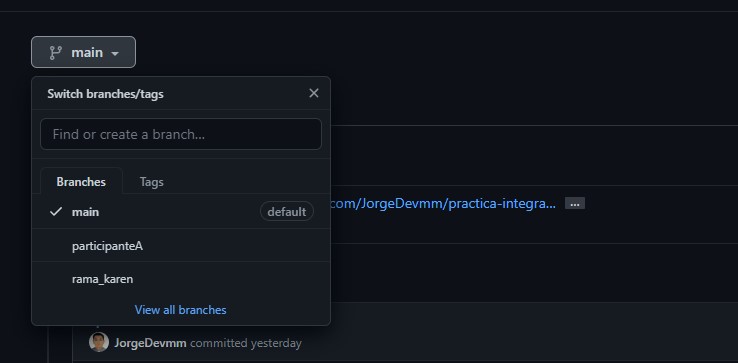 main
Switch branches/tags
Find or create a branch...
Branches
Tags
main
default
com/JorgeDevmm/practica-integra...
...
participanteA
rama_karen
View all branches
JorgeDevmm committed yesterday